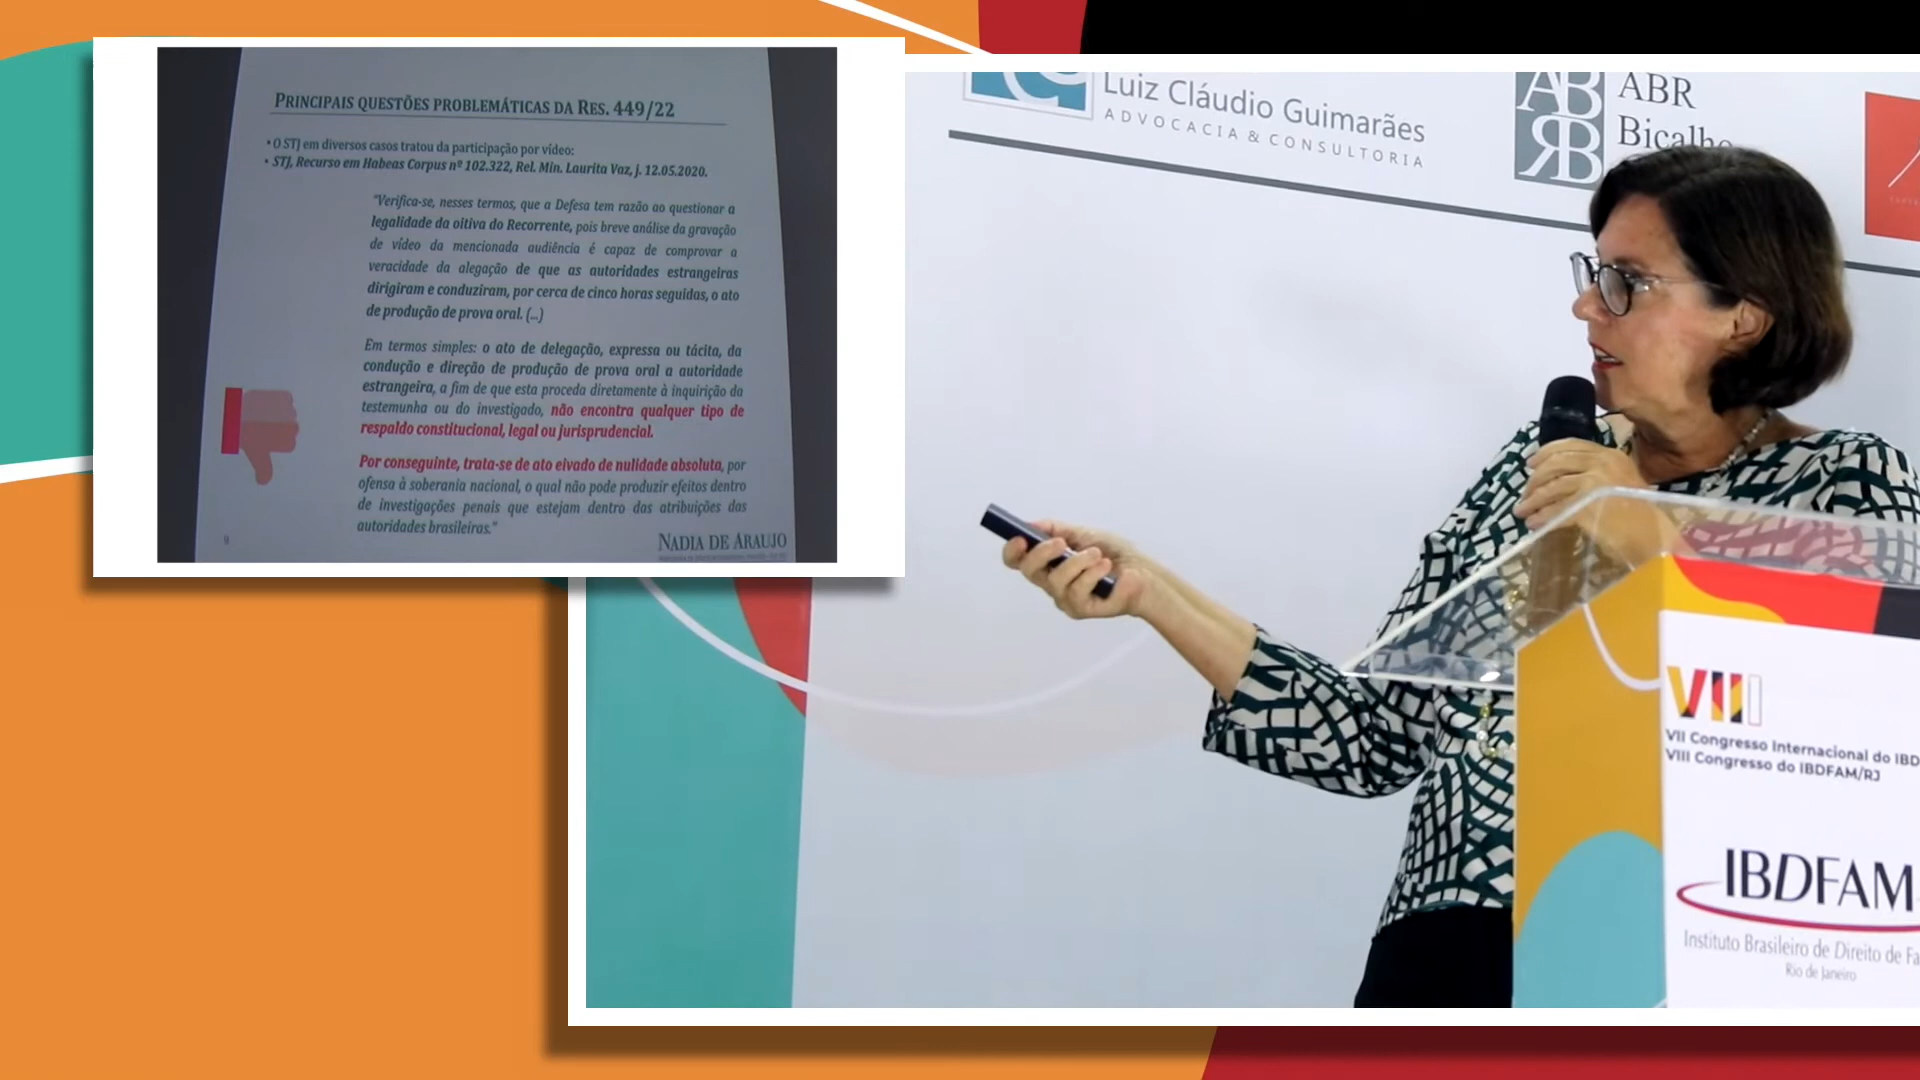 PRINCIPAIS QUESTÕES PROBLEMÁTICAS DA RES. 449/22
• O STJ em diversos casos tratou da participação por vídeo:
• STJ, Recurso em Habeas Corpus nº 102.322, Rel. Min. Laurita Vaz, j. 12.05.2020.
"Verifica-se, nesses termos, que a Defesa tem razão ao questionar a
legalidade da oitiva do Recorrente, pois breve análise da gravação
de vídeo da mencionada audiência é capaz de comprovar a
veracidade da alegação de que as autoridades estrangeiras
dirigiram e conduziram, por cerca de cinco horas seguidas, o ato
de produção de prova oral. (...)
Em termos simples: o ato de delegação, expressa ou tácita, da
condução e direção de produção de prova oral a autoridade
estrangeira, a fim de que esta proceda diretamente à inquirição da
testemunha ou do investigado, não encontra qualquer tipo de
respaldo constitucional, legal ou jurisprudencial.
Por conseguinte, trata-se de ato eivado de nulidade absoluta, por
ofensa à soberania nacional, o qual não pode produzir efeitos dentro
de investigações penais que estejam dentro das atribuições das
autoridades brasileiras."
9
NADIA DE ARAUJO
Luiz Cláudio Guimarães
ADVOCACIA & CONSULTORIA
ABR
Bicalho
VIII
VII Congresso Internacional do IBD
VIII Congresso do IBDFAM/RJ
IBDFAM
Instituto Brasileiro de Direito de Fa
Rio de Janeiro